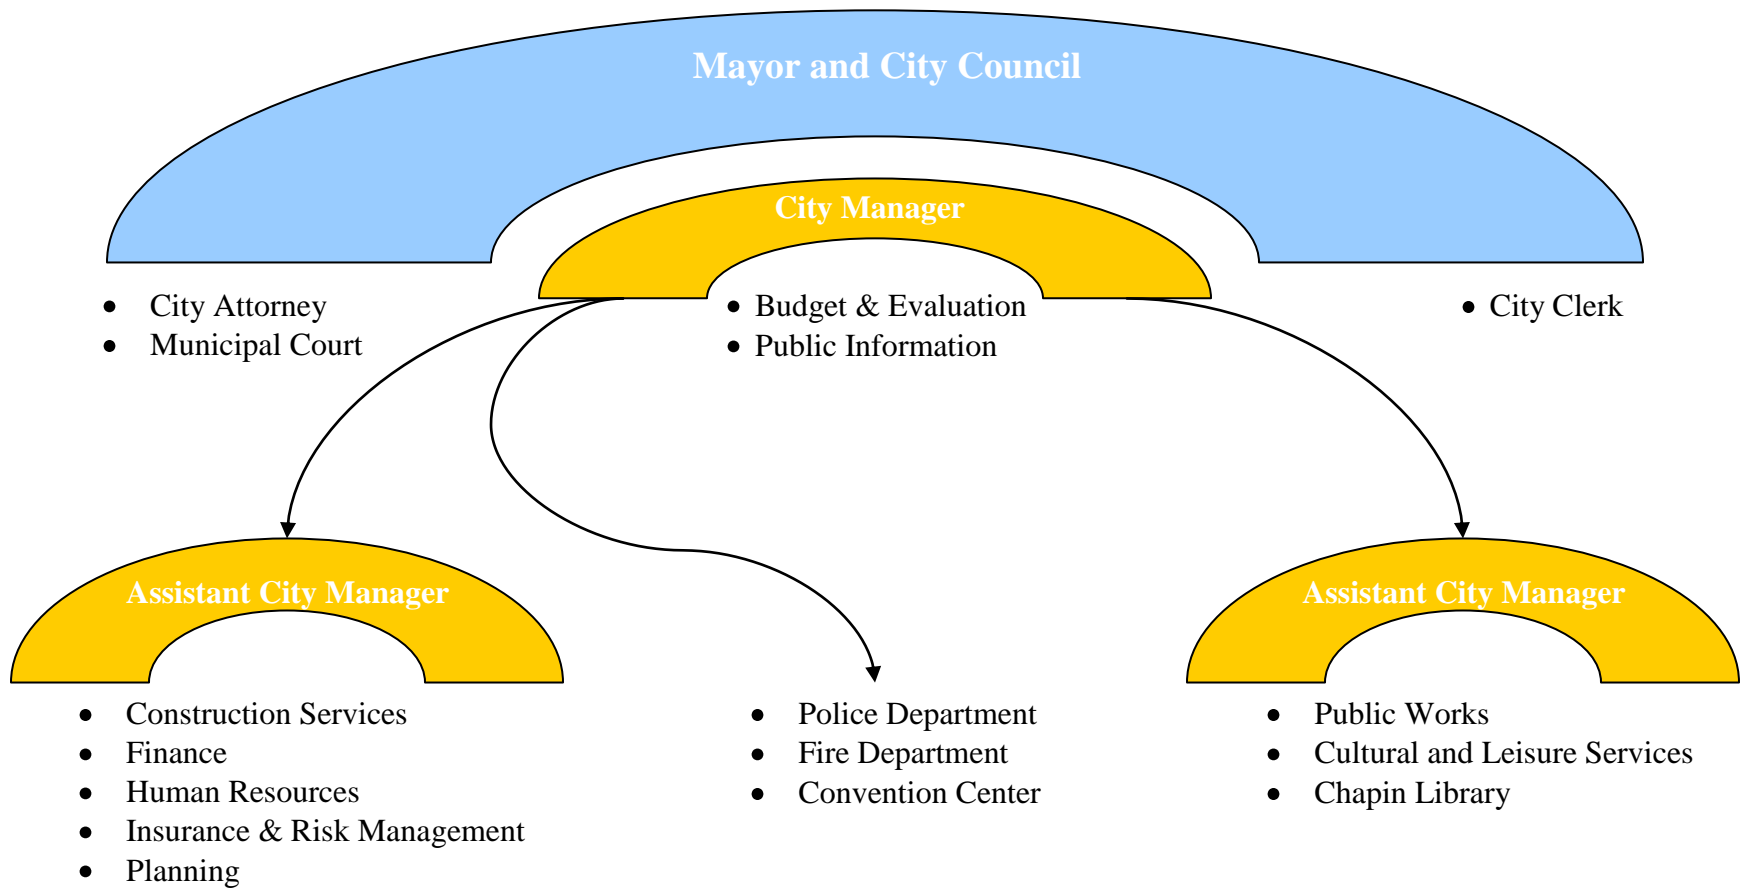 Mayor and City Council
City Manager
• City Attorney
• Municipal Court
• Budget & Evaluation
• Public Information
• City Clerk
Assistant City Manager
• Construction Services
• Finance
• Human Resources
• Insurance & Risk Management
• Planning
• Police Department
• Fire Department
• Convention Center
Assistant City Manager
• Public Works
• Cultural and Leisure Services
• Chapin Library